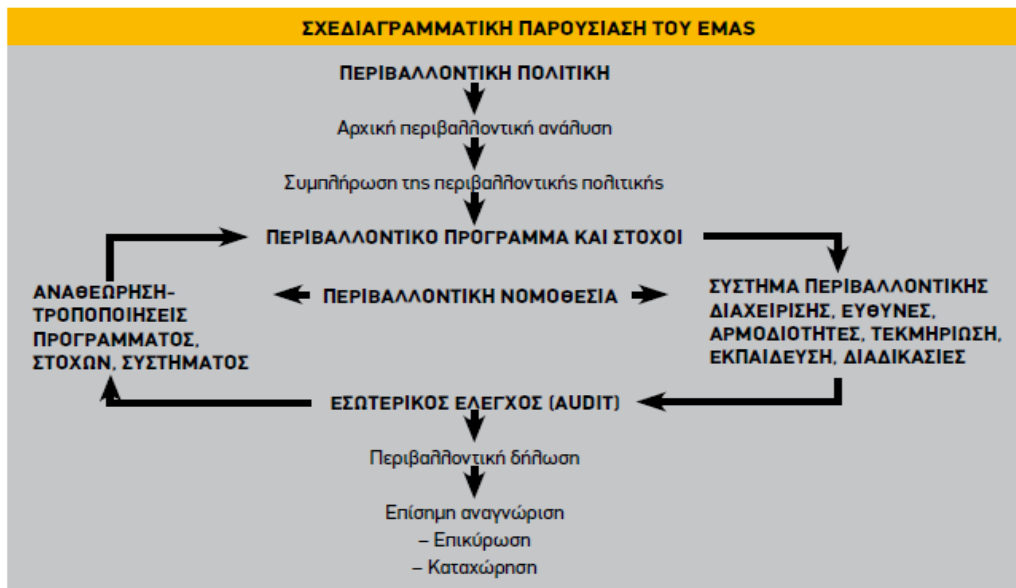 ΣΧΕΔΙΑΓΡΑΜΜΑΤΙΚΗ ΠΑΡΟΥΣΙΑΣΗ ΤΟΥ EMAS
ΠΕΡΙΒΑΛΛΟΝΤΙΚΗ ΠΟΛΙΤΙΚΗ
Αρχική περιβαλλοντική ανάλυση
Συμπλήρωση της περιβαλλοντικής πολιτικής
ΠΕΡΙΒΑΛΛΟΝΤΙΚΟ ΠΡΟΓΡΑΜΜΑ ΚΑΙ ΣΤΟΧΟΙ
ΑΝΑΘΕΩΡΗΣΗ-
ΤΡΟΠΟΠΟΙΗΣΕΙΣ
ΠΡΟΓΡΑΜΜΑΤΟΣ,
ΣΤΟΧΩΝ, ΣΥΣΤΗΜΑΤΟΣ
ΠΕΡΙΒΑΛΛΟΝΤΙΚΗ ΝΟΜΟΘΕΣΙΑ
ΣΥΣΤΗΜΑ ΠΕΡΙΒΑΛΛΟΝΤΙΚΗΣ
ΔΙΑΧΕΙΡΙΣΗΣ, ΕΥΘΥΝΕΣ,
ΑΡΜΟΔΙΟΤΗΤΕΣ, ΤΕΚΜΗΡΙΩΣΗ,
ΕΚΠΑΙΔΕΥΣΗ, ΔΙΑΔΙΚΑΣΙΕΣ
ΕΣΩΤΕΡΙΚΟΣ ΕΛΕΓΧΟΣ (AUDIT)
Περιβαλλοντική δήλωση
Επίσημη αναγνώριση
– Επικύρωση
– Καταχώρηση